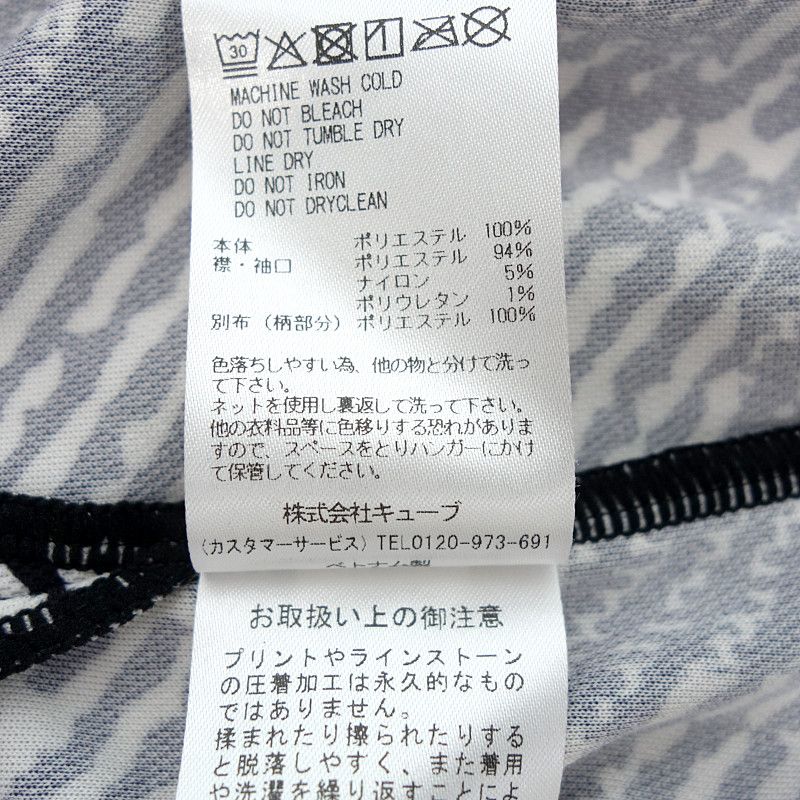 30
MACHINE WASH COLD
DO NOT BLEACH
DO NOT TUMBLE DRY
LINE DRY
DO NOT IRON
DO NOT DRYCLEAN
本体 ポリエステル 100%
襟・袖口 ポリエステル 94%
ナイロン 5%
ポリウレタン 1%
別布（柄部分）ポリエステル 100%
色落ちしやすい為、他の物と分けて洗っ
て下さい。
ネットを使用し裏返して洗って下さい。
他の衣料品等に色移りする恐れがありま
すので、スペースをとりハンガーにかけ
て保管してください。
株式会社キューブ
（カスタマーサービス）TEL0120-973-691
ベトナム製
お取扱い上の御注意
プリントやラインストーン
の圧着加工は永久的なもの
ではありません。
揉まれたり擦られたりする
と脱落しやすく、また着用
や洗濯を繰り返すことによ